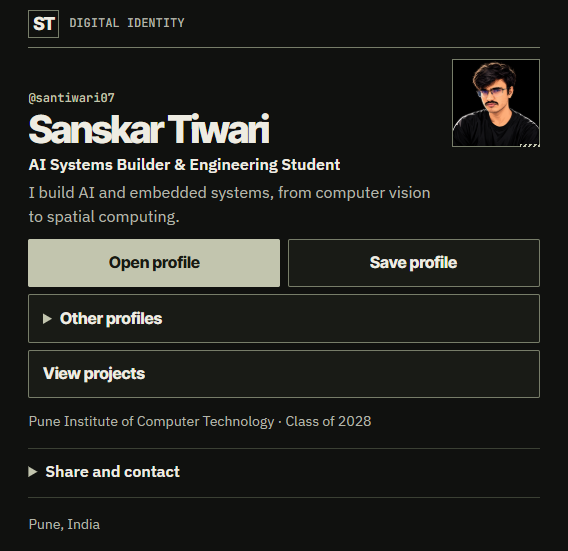 ST DIGITAL IDENTITY
@santiwari07
Sanskar Tiwari
AI Systems Builder & Engineering Student
I build AI and embedded systems, from computer vision
to spatial computing.
Open profile
Save profile
Other profiles
View projects
Pune Institute of Computer Technology · Class of 2028
Share and contact
Pune, India